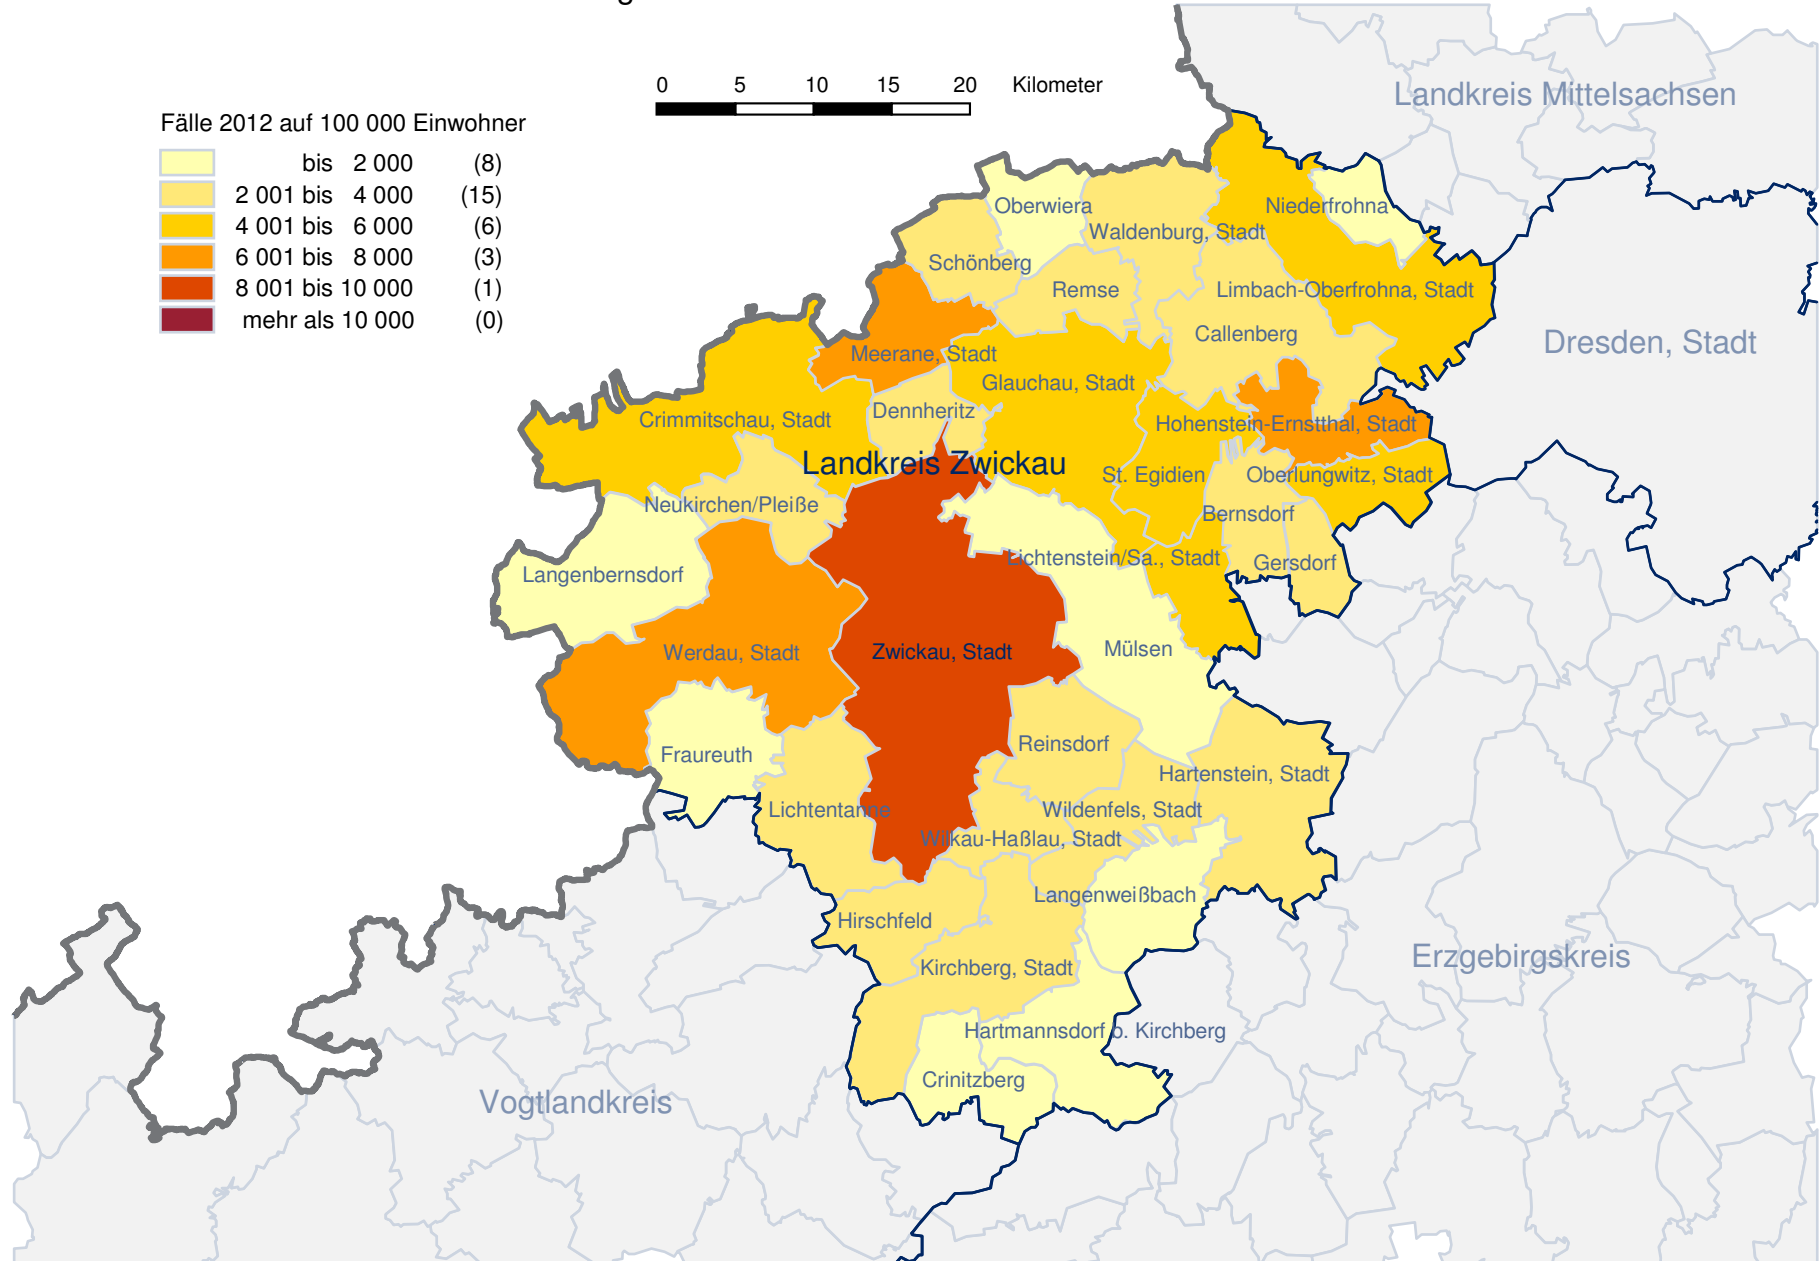 0 5 10 15 20 Kilometer
Fälle 2012 auf 100 000 Einwohner
bis 2 000 (8)
2 001 bis 4 000 (15)
4 001 bis 6 000 (6)
6 001 bis 8 000 (3)
8 001 bis 10 000 (1)
mehr als 10 000 (0)
Landkreis Mittelsachsen
Oberwiera
Niederfrohna
Waldenburg, Stadt
Schönberg
Remse
Limbach-Oberfrohna, Stadt
Callenberg
Dresden, Stadt
Meerane, Stadt
Glauchau, Stadt
Dennheritz
Crimmitschau, Stadt
Hohenstein-Ernstthal, Stadt
Landkreis Zwickau
St. Egidien
Oberlungwitz, Stadt
Neukirchen/Pleiße
Bernsdorf
Lichtenstein/Sa., Stadt
Gersdorf
Langenbernsdorf
Werdau, Stadt
Zwickau, Stadt
Mülsen
Reinsdorf
Fraureuth
Hartenstein, Stadt
Lichtentanne
Wildenfels, Stadt
Wilkau-Haßlau, Stadt
Langenweißbach
Hirschfeld
Erzgebirgskreis
Kirchberg, Stadt
Hartmannsdorf b. Kirchberg
Crinitzberg
Vogtlandkreis